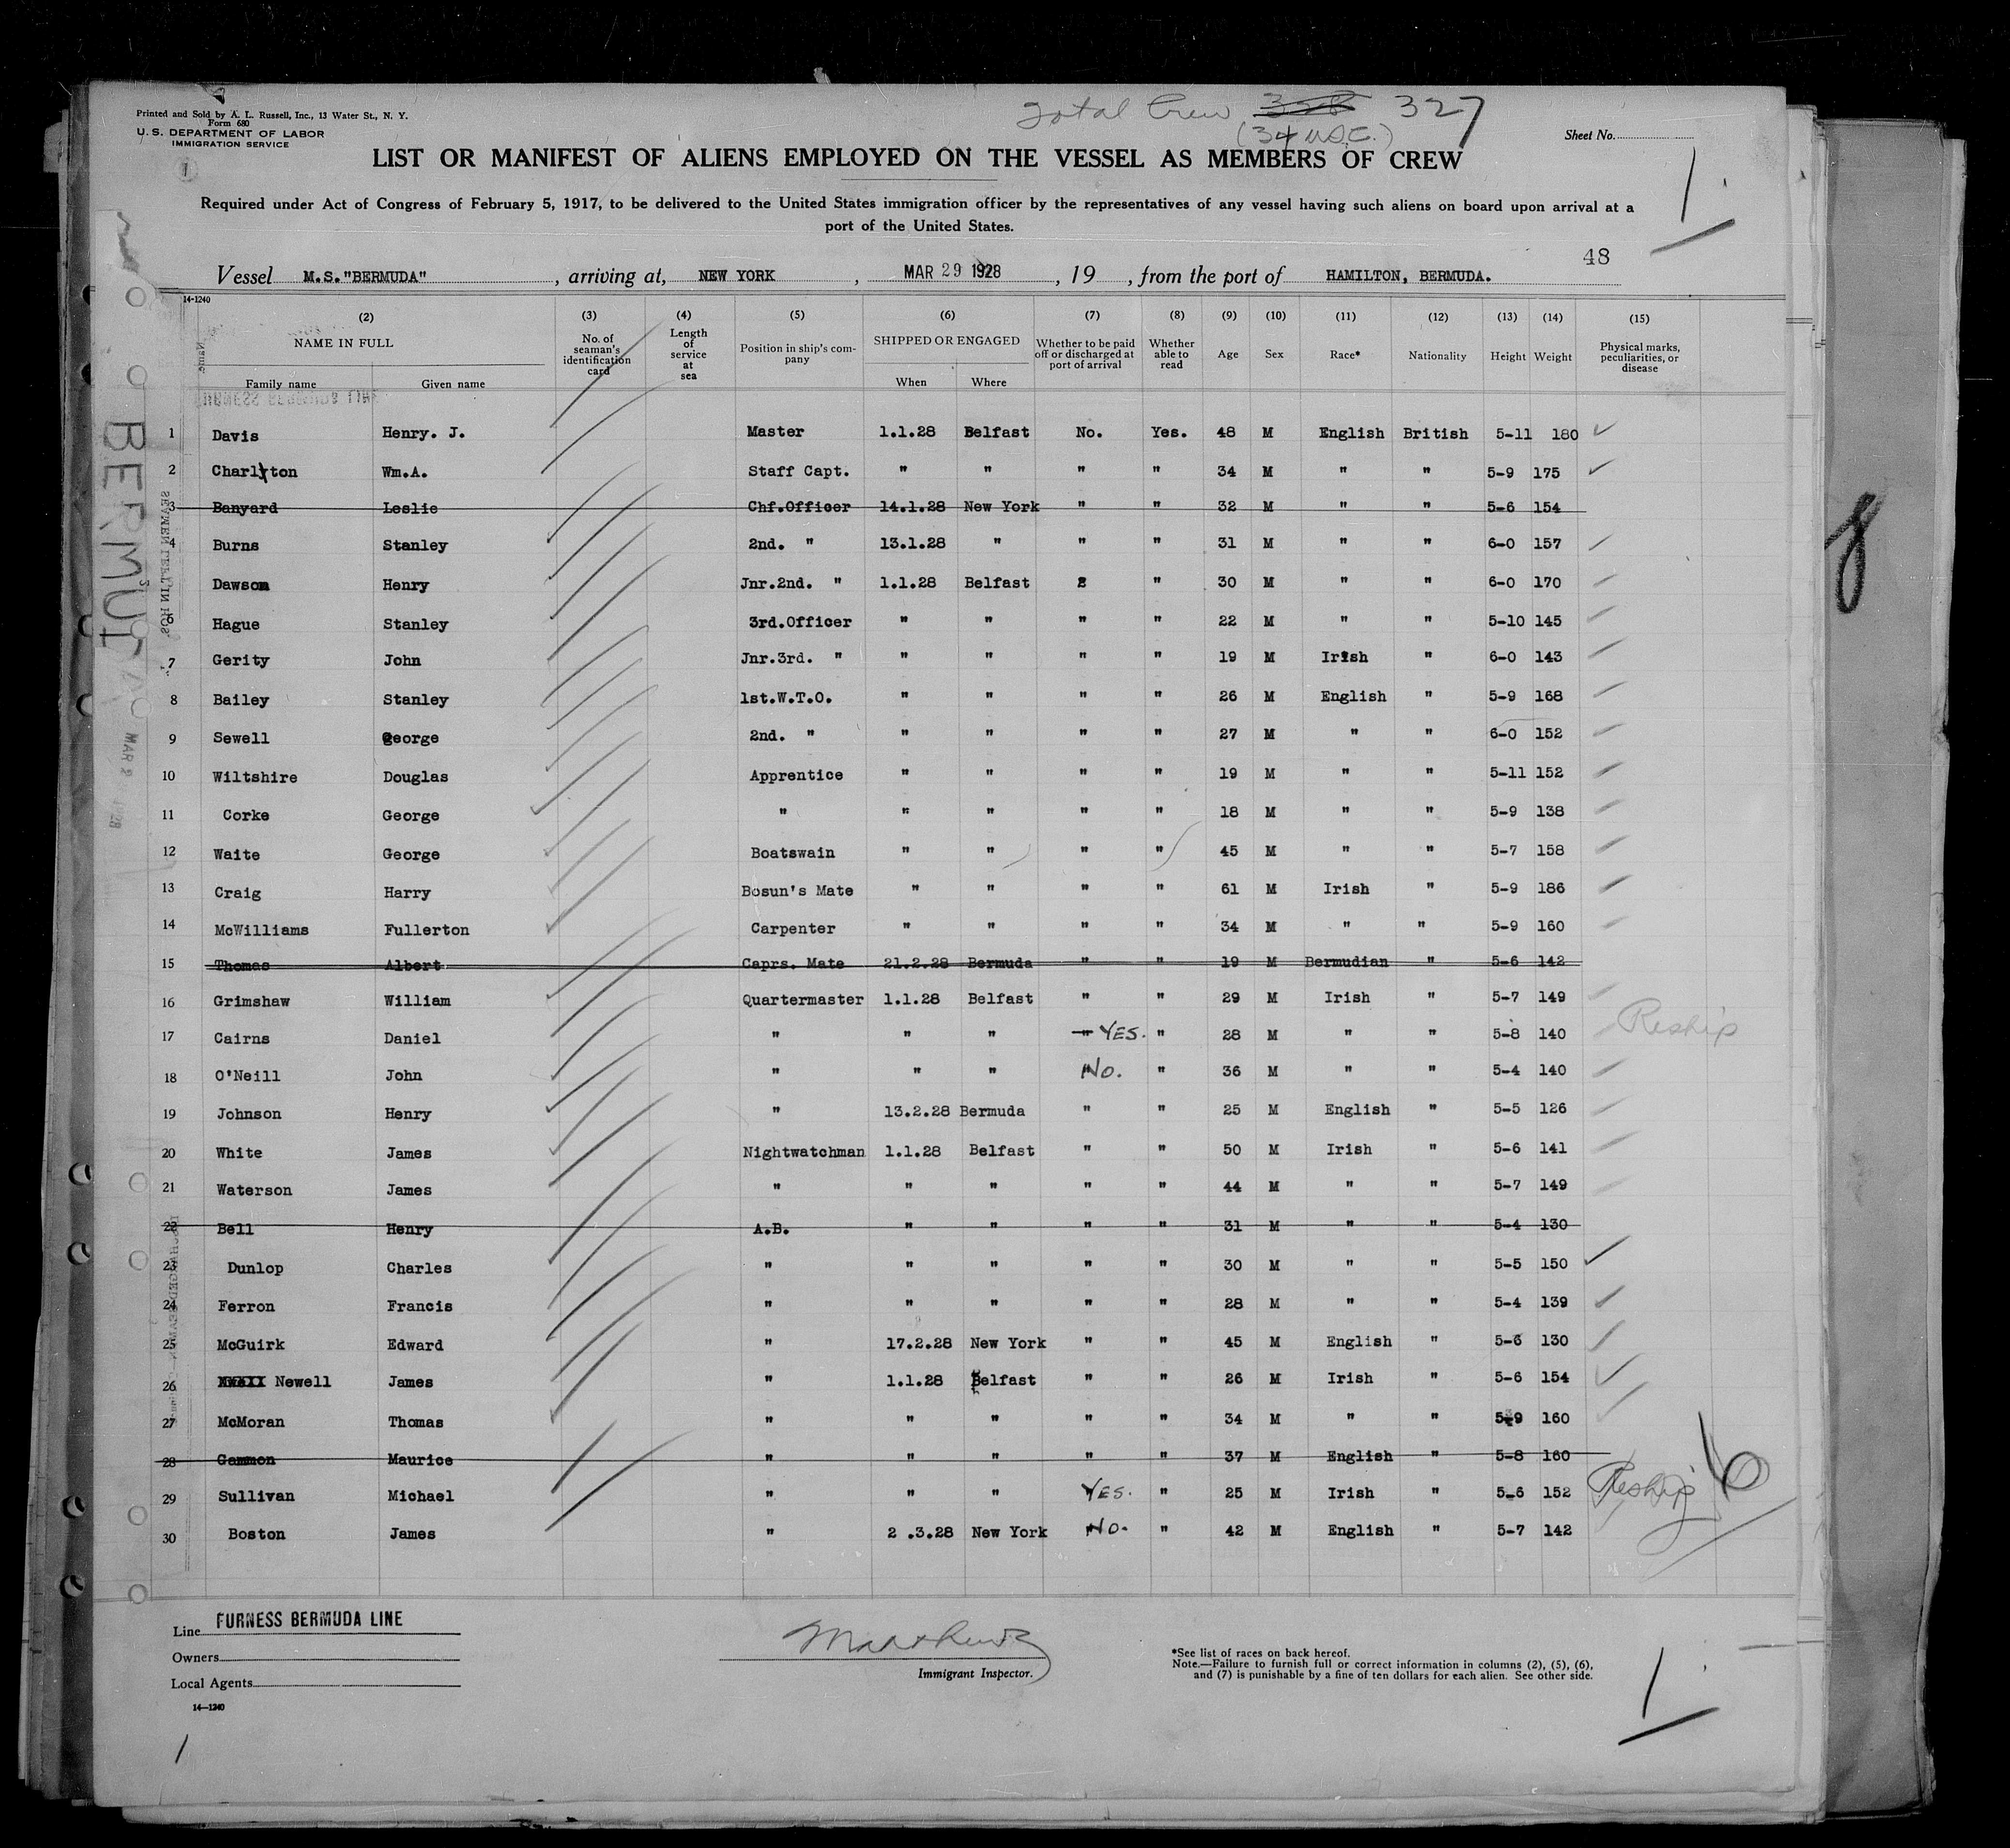 Printed and Sold by A. L. Russell, Inc., 13 Water St., N. Y.
Form 680
U. S. DEPARTMENT OF LABOR
IMMIGRATION SERVICE
Total Crew 328 327
(34 U.S.C.)
Sheet No.
1
LIST OR MANIFEST OF ALIENS EMPLOYED ON THE VESSEL AS MEMBERS OF CREW
Required under Act of Congress of February 5, 1917, to be delivered to the United States immigration officer by the representatives of any vessel having such aliens on board upon arrival at a
port of the United States.
48
Vessel M.S."BERMUDA" , arriving at, NEW YORK , MAR 29 1928 , 19 , from the port of HAMILTON, BERMUDA.
14-1240
(2) (3) (4) (5) (6) (7) (8) (9) (10) (11) (12) (13) (14) (15)
NAME IN FULL No. of seaman's identification card Length of service at sea Position in ship's company SHIPPED OR ENGAGED Whether to be paid off or discharged at port of arrival Whether able to read Age Sex Race* Nationality Height Weight Physical marks, peculiarities, or disease
Family name Given name When Where
1 Davis Henry. J. Master 1.1.28 Belfast No. Yes. 48 M English British 5-11 180
2 Charlton Wm.A. Staff Capt. " " " " 34 M " " 5-9 175
3 Banyard Leslie Chf.Officer 14.1.28 New York " " 32 M " " 5-6 154
4 Burns Stanley 2nd. " 13.1.28 " " " 31 M " " 6-0 157
Dawson Henry Jnr.2nd. " 1.1.28 Belfast " " 30 M " " 6-0 170
6 Hague Stanley 3rd.Officer " " " " 22 M " " 5-10 145
7 Gerity John Jnr.3rd. " " " " " 19 M Irish " 6-0 143
8 Bailey Stanley 1st.W.T.O. " " " " 26 M English " 5-9 168
9 Sewell George 2nd. " " " " " 27 M " " 6-0 152
10 Wiltshire Douglas Apprentice " " " " 19 M " " 5-11 152
11 Corke George " " " " " 18 M " " 5-9 138
12 Waite George Boatswain " " " " 45 M " " 5-7 158
13 Craig Harry Bosun's Mate " " " " 61 M Irish " 5-9 186
14 McWilliams Fullerton Carpenter " " " " 34 M " " 5-9 160
15 Thomas Albert Caprs. Mate 21.2.28 Bermuda " " 19 M Bermudian " 5-6 142
16 Grimshaw William Quartermaster 1.1.28 Belfast " " 29 M Irish " 5-7 149
17 Cairns Daniel " " " " YES. " 28 M " " 5-8 140 Reship
18 O'Neill John " " " No. " 36 M " " 5-4 140
19 Johnson Henry " 13.2.28 Bermuda " " 25 M English " 5-5 126
20 White James Nightwatchman 1.1.28 Belfast " " 50 M Irish " 5-6 141
21 Waterson James " " " " " 44 M " " 5-7 149
22 Bell Henry A.B. " " " " 31 M " " 5-4 130
23 Dunlop Charles " " " " " 30 M " " 5-5 150
24 Ferron Francis " " " " " 28 M " " 5-4 139
25 McGuirk Edward " 17.2.28 New York " " 45 M English " 5-6 130
26 Newell James " 1.1.28 Belfast " " 26 M Irish " 5-6 154
27 McMoran Thomas " " " " " 34 M " " 5-9 160
28 Gammon Maurice " " " " " 37 M English " 5-8 160
29 Sullivan Michael " " " YES. " 25 M Irish " 5-6 152 Reship
30 Boston James " 2.3.28 New York No. " 42 M English " 5-7 142
6
BERMUDA
8
Line FURNESS BERMUDA LINE
Owners
Local Agents
14-1240
Matthews
Immigrant Inspector.
*See list of races on back hereof.
Note.—Failure to furnish full or correct information in columns (2), (5), (6),
and (7) is punishable by a fine of ten dollars for each alien. See other side.
1
1